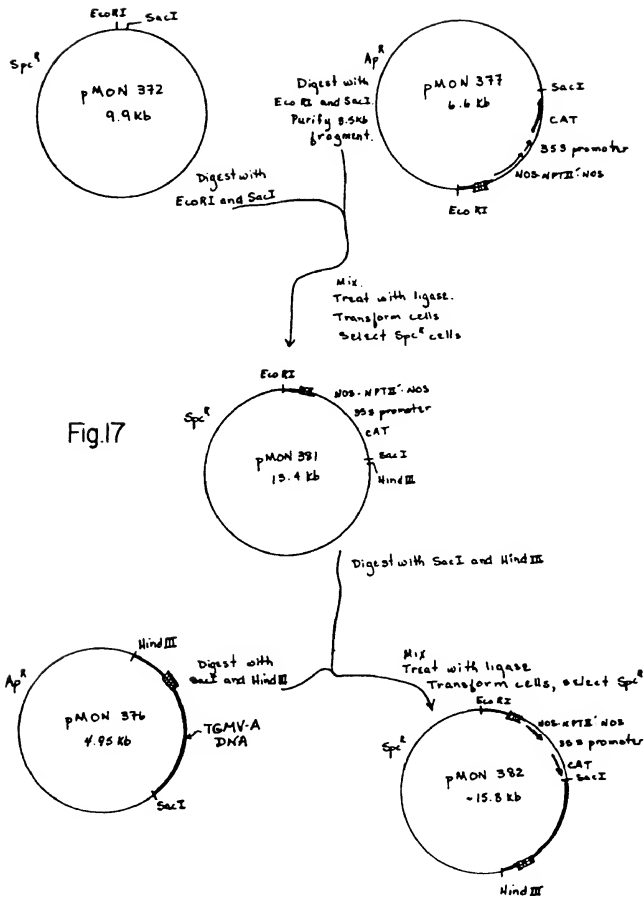 EcoRI
SacI
Spc^R
pMON 372
9.9 Kb
Digest with
EcoRI and SacI
Digest with
EcoRI and SacI.
Purify 3.5Kb
fragment.
Ap^R
pMON 377
6.6 Kb
SacI
CAT
35S promoter
NOS-NPTII'-NOS
EcoRI
Mix.
Treat with ligase.
Transform cells
Select Spc^R cells
Fig.17
EcoRI
Spc^R
NOS-NPTII'-NOS
35S promoter
CAT
pMON 381
13.4 Kb
SacI
HindIII
Digest with SacI and HindIII
HindIII
Ap^R
pMON 376
4.95 Kb
TGMV-A
DNA
SacI
Digest with
SacI and HindIII
Mix
Treat with ligase
Transform cells, select Spc^R
EcoRI
Spc^R
NOS-NPTII'-NOS
35S promoter
CAT
SacI
pMON 382
~15.8 Kb
HindIII